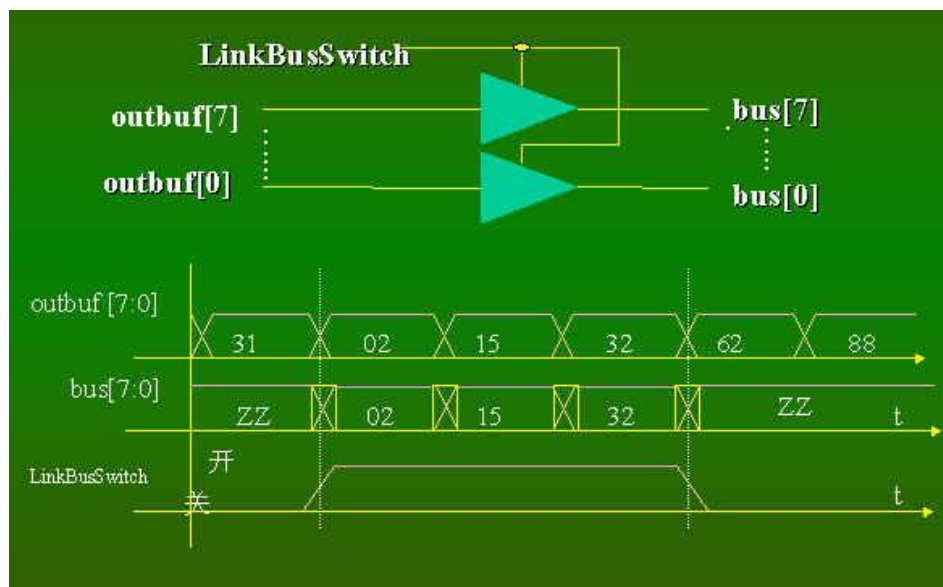 LinkBusSwitch
outbuf[7]
bus[7]
outbuf[0]
bus[0]
outbuf [7:0]
31 02 15 32 62 88
bus[7:0]
ZZ 02 15 32 ZZ t
开
LinkBusSwitch
关
t